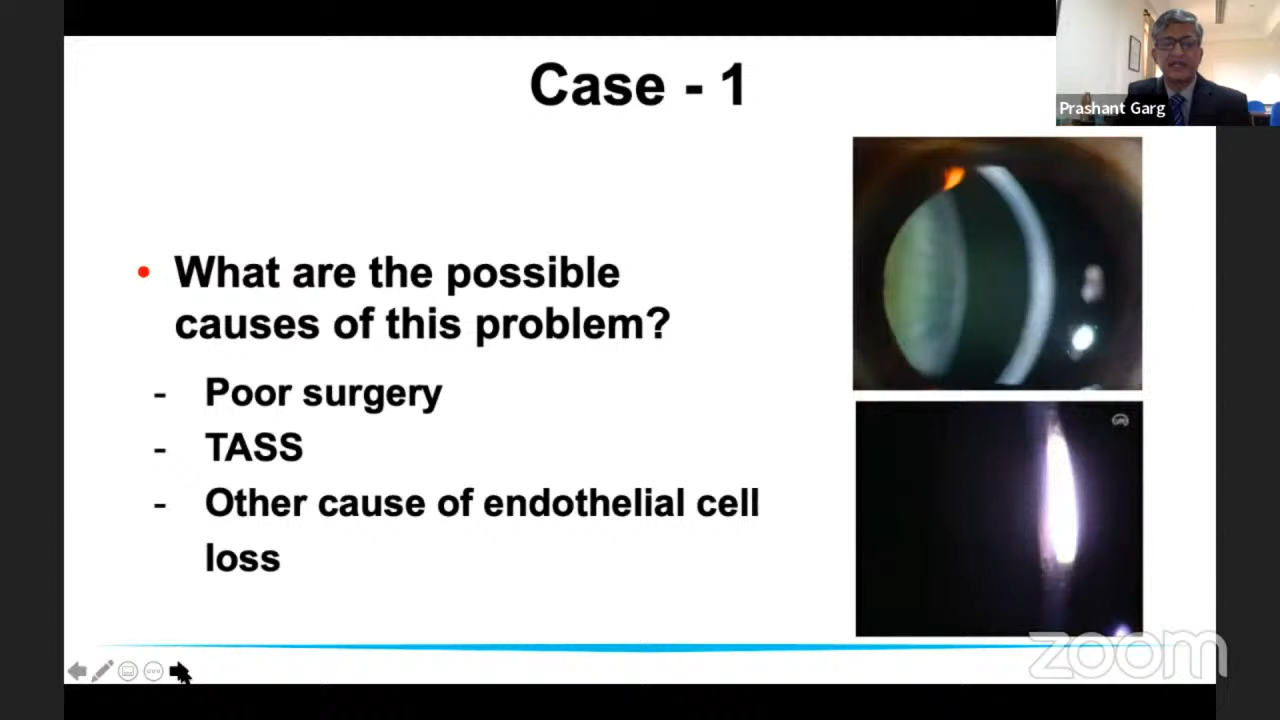 Case - 1
Prashant Garg
• What are the possible
causes of this problem?
- Poor surgery
- TASS
- Other cause of endothelial cell
loss
zoom